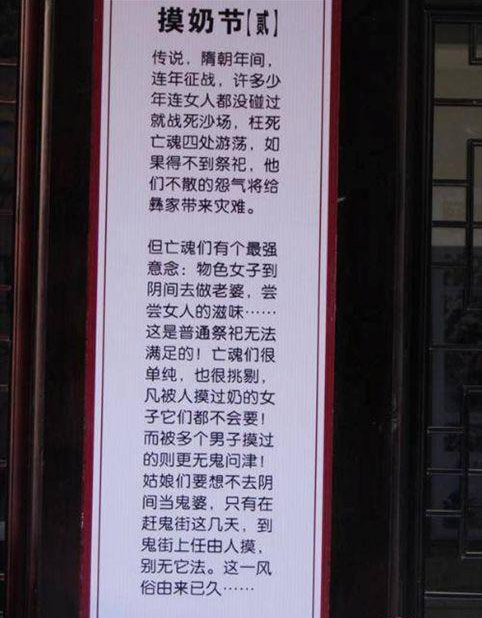 摸奶节[贰]
传说，隋朝年间，
连年征战，许多少
年连女人都没碰过
就战死沙场，枉死
亡魂四处游荡，如
果得不到祭祀，他
们不散的怨气将给
彝家带来灾难。
但亡魂们有个最强
意念：物色女子到
阴间去做老婆，尝
尝女人的滋味……
这是普通祭祀无法
满足的！亡魂们很
单纯，也很挑剔，
凡被人摸过奶的女
子它们都不会要！
而被多个男子摸过
的则更无鬼问津！
姑娘们要想不去阴
间当鬼婆，只有在
赶鬼街这几天，到
鬼街上任由人摸，
别无它法。这一风
俗由来已久……